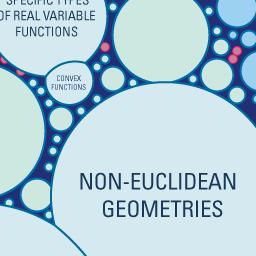 SPECIFIC TYPES
OF REAL VARIABLE
FUNCTIONS
CONVEX
FUNCTIONS
NON-EUCLIDEAN
GEOMETRIES